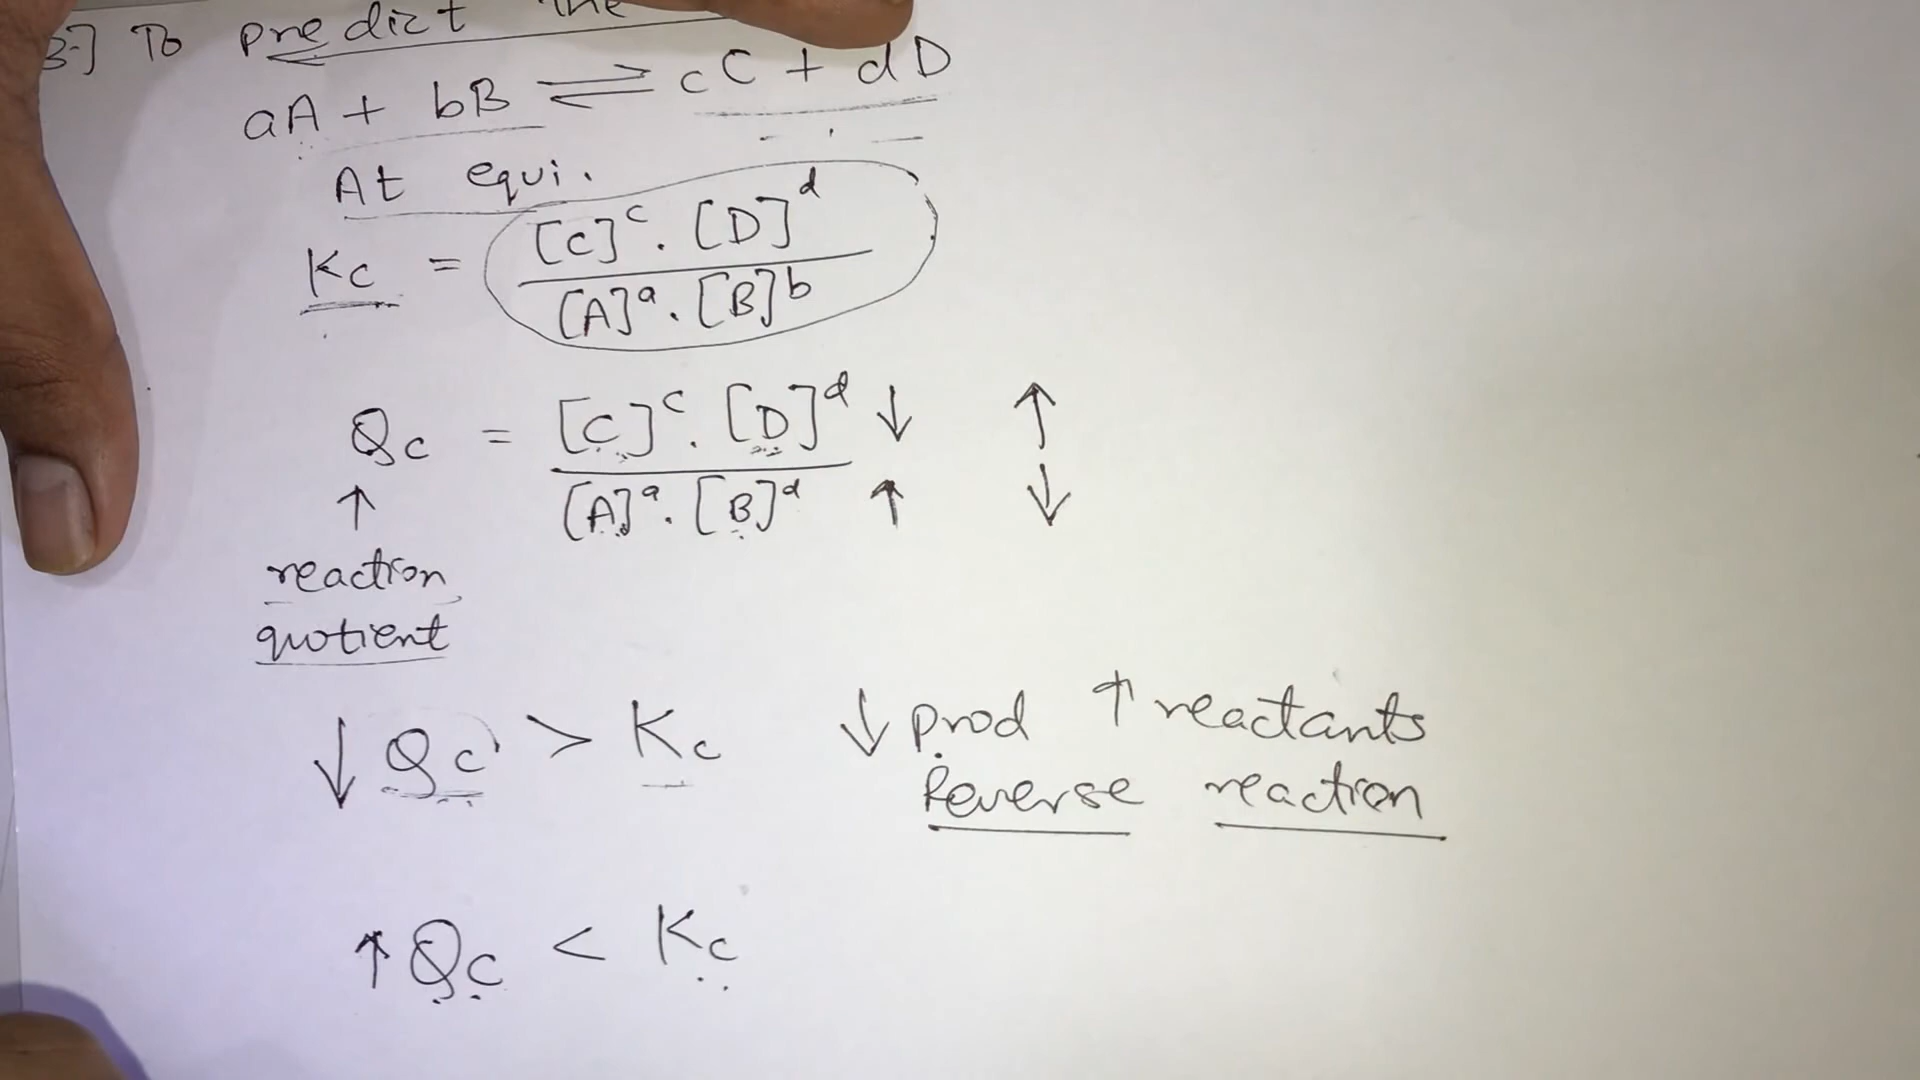 3-] To predict the
aA + bB ⇌ cC + dD
At equi.
Kc = [C]ᶜ . [D]ᵈ / [A]ᵃ . [B]ᵇ
Qc = [C]ᶜ . [D]ᵈ ↓ ↑
[A]ᵃ . [B]ᵈ ↑ ↓
↑
reaction
quotient
↓ Qc > Kc ↓ prod ↑ reactants
Reverse reaction
↑ Qc < Kc